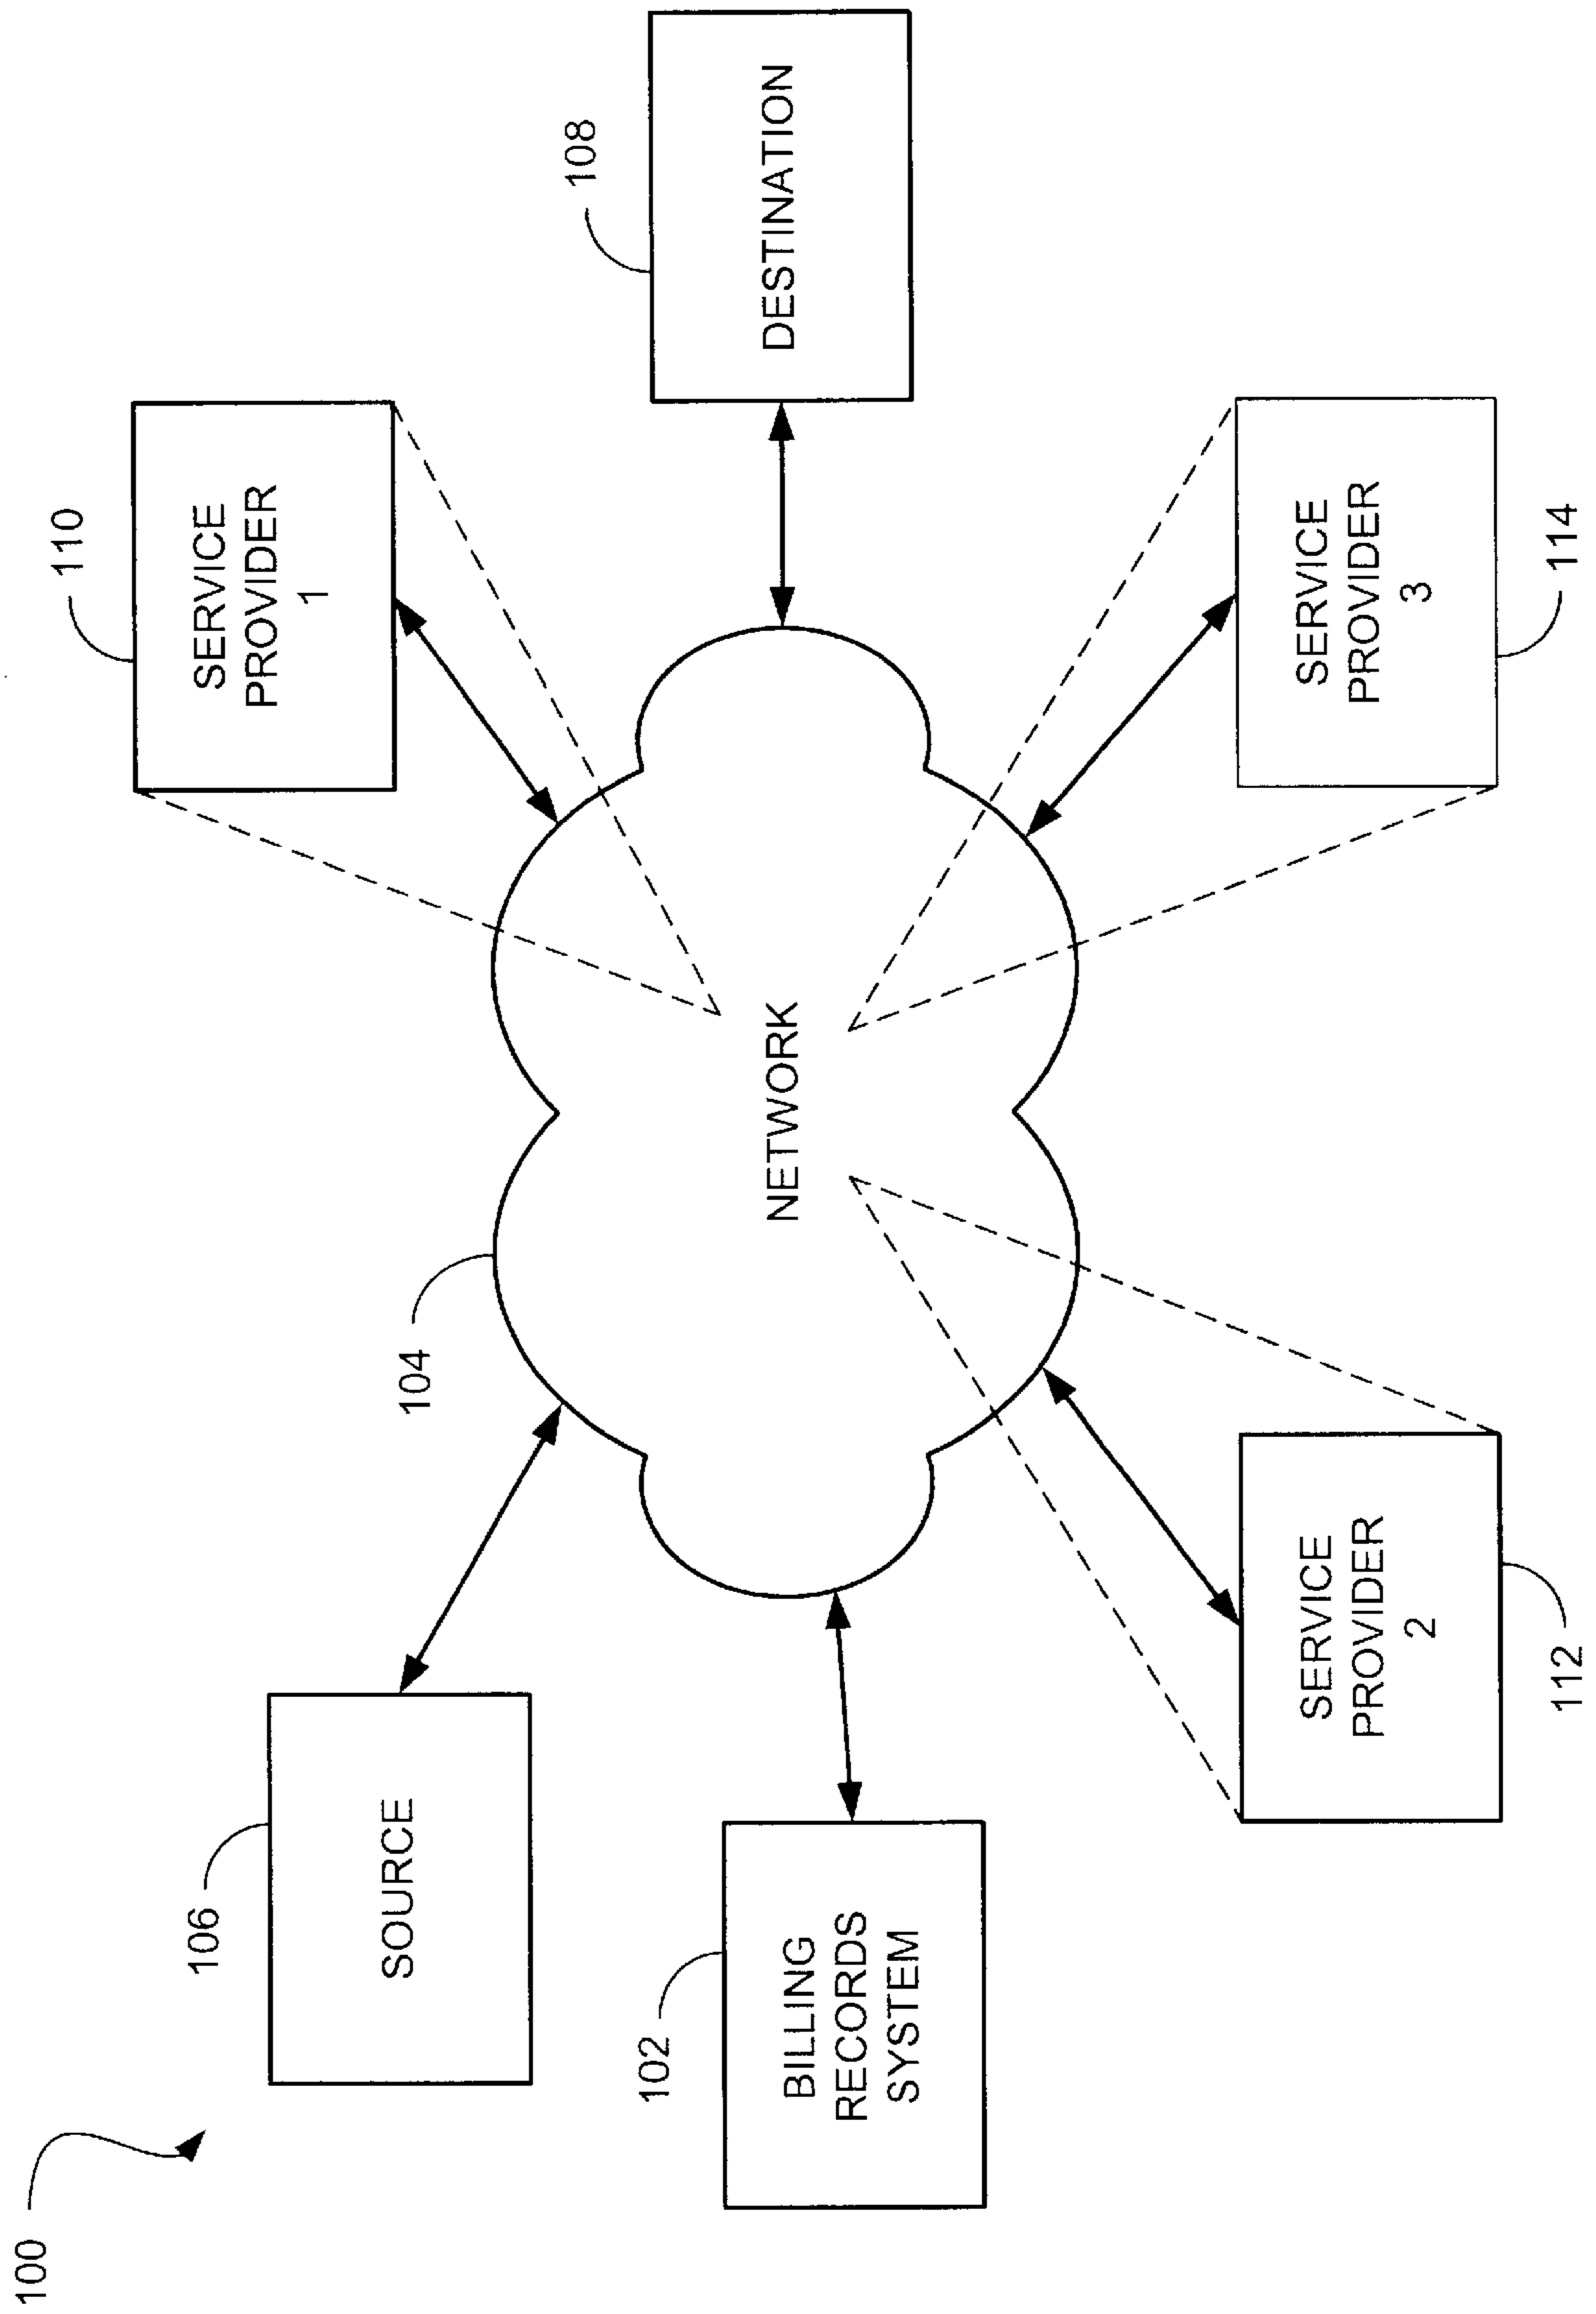 100
106
SOURCE
104
110
SERVICE
PROVIDER
1
102
BILLING
RECORDS
SYSTEM
NETWORK
108
DESTINATION
SERVICE
PROVIDER
2
112
SERVICE
PROVIDER
3
114